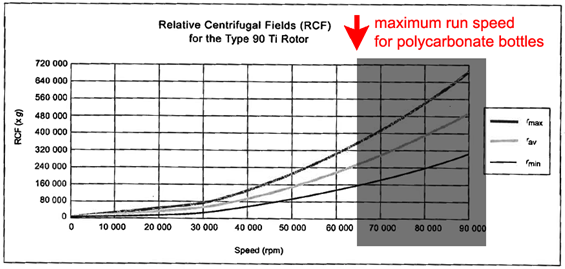 Relative Centrifugal Fields (RCF)
for the Type 90 Ti Rotor
maximum run speed
for polycarbonate bottles
RCF (x g)
720 000
640 000
560 000
480 000
400 000
320 000
240 000
160 000
80 000
0
0 10 000 20 000 30 000 40 000 50 000 60 000 70 000 80 000 90 000
Speed (rpm)
rmax
rav
rmin